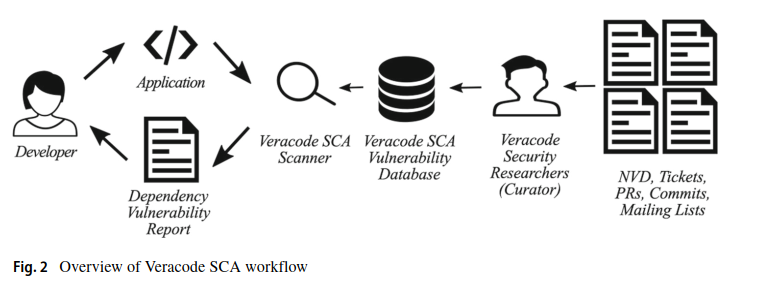 </>
Application
Developer
Dependency
Vulnerability
Report
Veracode SCA
Scanner
Veracode SCA
Vulnerability
Database
Veracode
Security
Researchers
(Curator)
NVD, Tickets,
PRs, Commits,
Mailing Lists
Fig. 2 Overview of Veracode SCA workflow